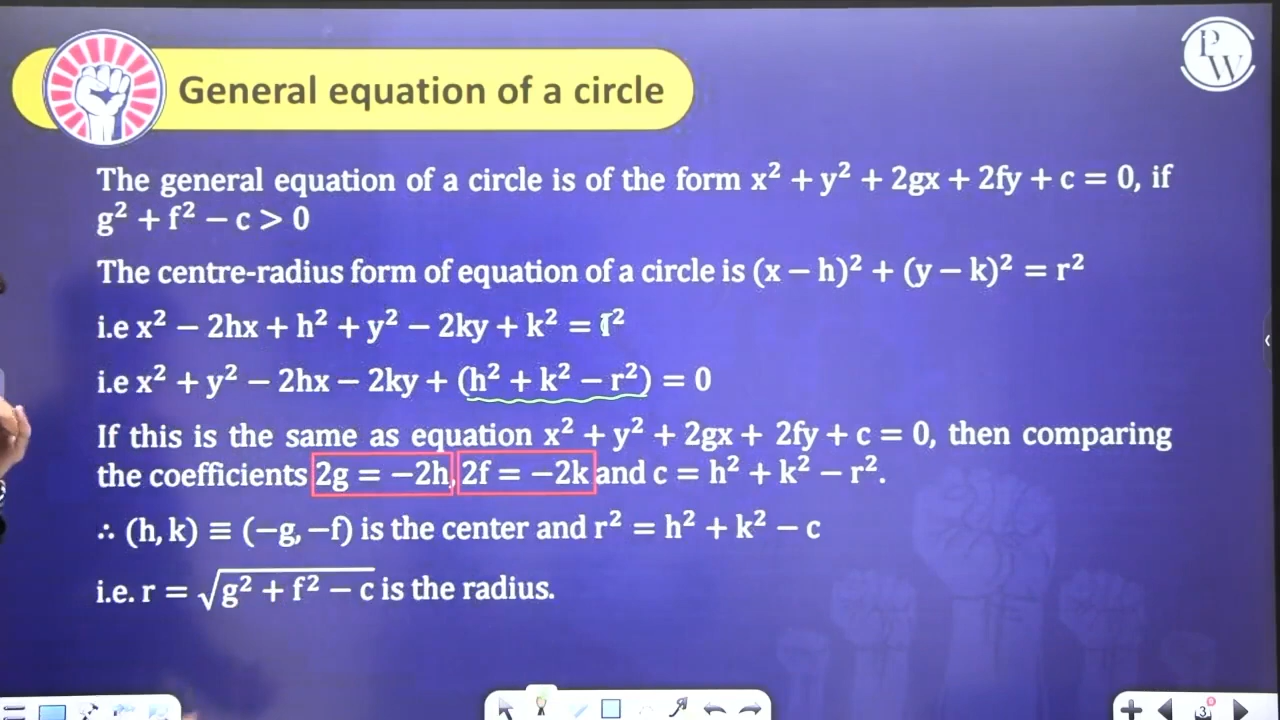 PW
General equation of a circle
The general equation of a circle is of the form x² + y² + 2gx + 2fy + c = 0, if
g² + f² − c > 0
The centre-radius form of equation of a circle is (x − h)² + (y − k)² = r²
i.e x² − 2hx + h² + y² − 2ky + k² = r²
i.e x² + y² − 2hx − 2ky + (h² + k² − r²) = 0
If this is the same as equation x² + y² + 2gx + 2fy + c = 0, then comparing
the coefficients 2g = −2h, 2f = −2k and c = h² + k² − r².
∴ (h, k) ≡ (−g, −f) is the center and r² = h² + k² − c
i.e. r = √(g² + f² − c) is the radius.
3